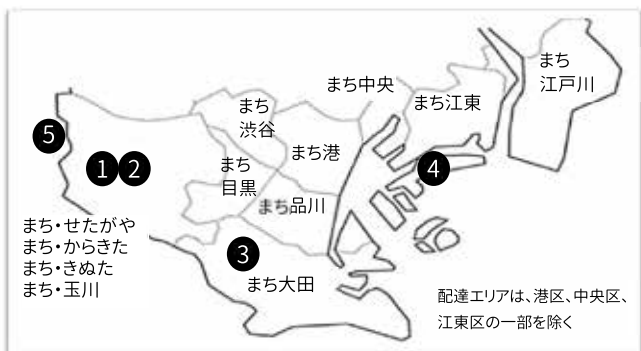 まち
江戸川
まち中央
まち江東
まち
渋谷
まち港
⑤
①②
まち
目黒
④
まち品川
まち・せたがや
まち・からきた
まち・きぬた
まち・玉川
③
まち大田
配達エリアは、港区、中央区、
江東区の一部を除く